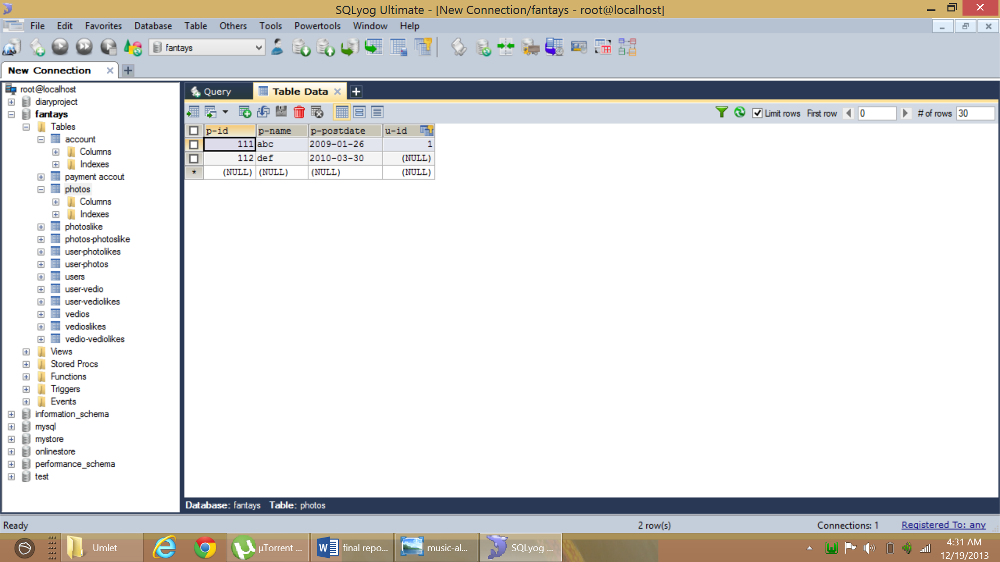 SQLyog Ultimate - [New Connection/fantays - root@localhost]
File Edit Favorites Database Table Others Tools Powertools Window Help
fantays
New Connection
root@localhost
diaryproject
fantays
Tables
account
Columns
Indexes
payment accout
photos
Columns
Indexes
photoslike
photos-photoslike
user-photolikes
user-photos
users
user-vedio
user-vediolikes
vedios
vedioslikes
vedio-vediolikes
Views
Stored Procs
Functions
Triggers
Events
information_schema
mysql
mystore
onlinestore
performance_schema
test
Query Table Data
Limit rows First row 0 # of rows 30
p-id p-name p-postdate u-id
111 abc 2009-01-26 1
112 def 2010-03-30 (NULL)
* (NULL) (NULL) (NULL) (NULL)
Database: fantays Table: photos
Ready 2 row(s) Connections: 1 Registered To: any
Umlet µTorrent ... final repo... music-al... SQLyog ...
4:31 AM
12/19/2013